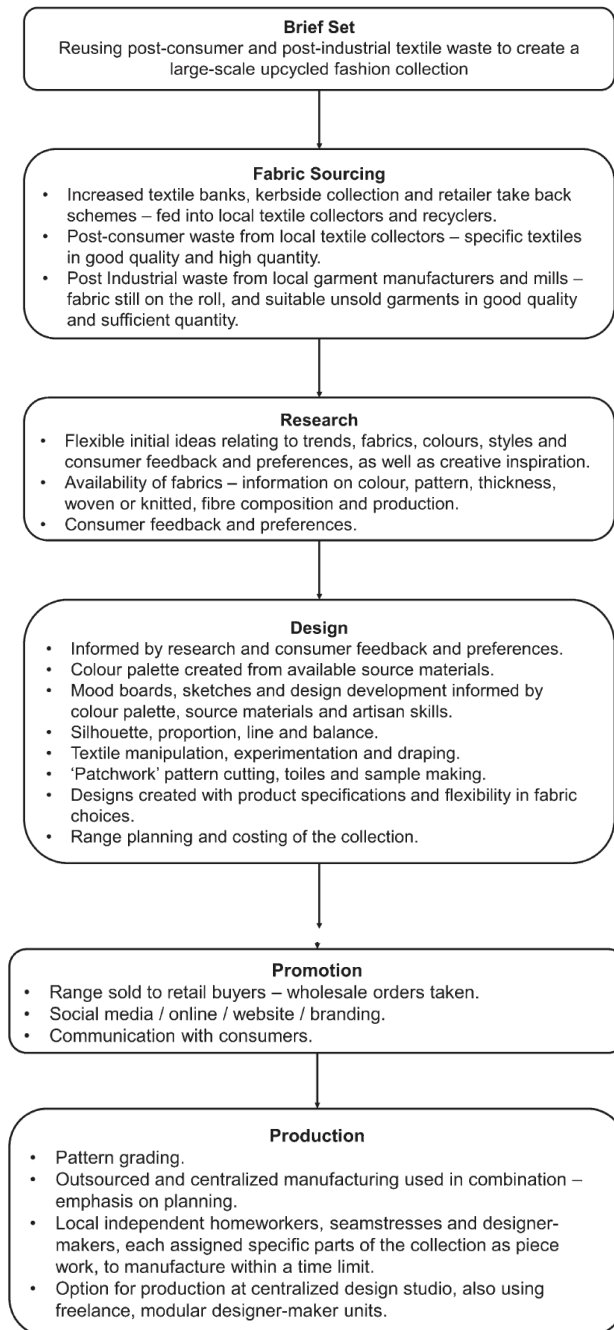 Brief Set
Reusing post-consumer and post-industrial textile waste to create a
large-scale upcycled fashion collection
Fabric Sourcing
• Increased textile banks, kerbside collection and retailer take back
schemes – fed into local textile collectors and recyclers.
• Post-consumer waste from local textile collectors – specific textiles
in good quality and high quantity.
• Post Industrial waste from local garment manufacturers and mills –
fabric still on the roll, and suitable unsold garments in good quality
and sufficient quantity.
Research
• Flexible initial ideas relating to trends, fabrics, colours, styles and
consumer feedback and preferences, as well as creative inspiration.
• Availability of fabrics – information on colour, pattern, thickness,
woven or knitted, fibre composition and production.
• Consumer feedback and preferences.
Design
• Informed by research and consumer feedback and preferences.
• Colour palette created from available source materials.
• Mood boards, sketches and design development informed by
colour palette, source materials and artisan skills.
• Silhouette, proportion, line and balance.
• Textile manipulation, experimentation and draping.
• ‘Patchwork’ pattern cutting, toiles and sample making.
• Designs created with product specifications and flexibility in fabric
choices.
• Range planning and costing of the collection.
Promotion
• Range sold to retail buyers – wholesale orders taken.
• Social media / online / website / branding.
• Communication with consumers.
Production
• Pattern grading.
• Outsourced and centralized manufacturing used in combination –
emphasis on planning.
• Local independent homeworkers, seamstresses and designer-
makers, each assigned specific parts of the collection as piece
work, to manufacture within a time limit.
• Option for production at centralized design studio, also using
freelance, modular designer-maker units.